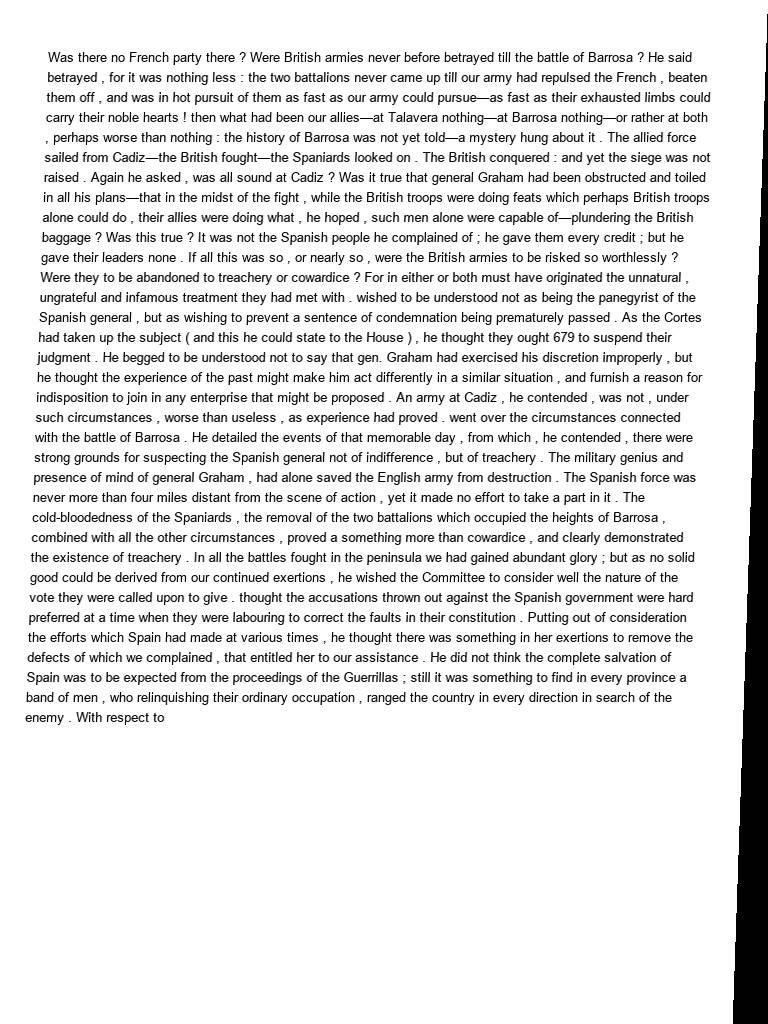 Was there no French party there ? Were British armies never before betrayed till the battle of Barrosa ? He said
betrayed , for it was nothing less : the two battalions never came up till our army had repulsed the French , beaten
them off , and was in hot pursuit of them as fast as our army could pursue—as fast as their exhausted limbs could
carry their noble hearts ! then what had been our allies—at Talavera nothing—at Barrosa nothing—or rather at both
, perhaps worse than nothing : the history of Barrosa was not yet told—a mystery hung about it . The allied force
sailed from Cadiz—the British fought—the Spaniards looked on . The British conquered : and yet the siege was not
raised . Again he asked , was all sound at Cadiz ? Was it true that general Graham had been obstructed and toiled
in all his plans—that in the midst of the fight , while the British troops were doing feats which perhaps British troops
alone could do , their allies were doing what , he hoped , such men alone were capable of—plundering the British
baggage ? Was this true ? It was not the Spanish people he complained of ; he gave them every credit ; but he
gave their leaders none . If all this was so , or nearly so , were the British armies to be risked so worthlessly ?
Were they to be abandoned to treachery or cowardice ? For in either or both must have originated the unnatural ,
ungrateful and infamous treatment they had met with . wished to be understood not as being the panegyrist of the
Spanish general , but as wishing to prevent a sentence of condemnation being prematurely passed . As the Cortes
had taken up the subject ( and this he could state to the House ) , he thought they ought 679 to suspend their
judgment . He begged to be understood not to say that gen. Graham had exercised his discretion improperly , but
he thought the experience of the past might make him act differently in a similar situation , and furnish a reason for
indisposition to join in any enterprise that might be proposed . An army at Cadiz , he contended , was not , under
such circumstances , worse than useless , as experience had proved . went over the circumstances connected
with the battle of Barrosa . He detailed the events of that memorable day , from which , he contended , there were
strong grounds for suspecting the Spanish general not of indifference , but of treachery . The military genius and
presence of mind of general Graham , had alone saved the English army from destruction . The Spanish force was
never more than four miles distant from the scene of action , yet it made no effort to take a part in it . The
cold-bloodedness of the Spaniards , the removal of the two battalions which occupied the heights of Barrosa ,
combined with all the other circumstances , proved a something more than cowardice , and clearly demonstrated
the existence of treachery . In all the battles fought in the peninsula we had gained abundant glory ; but as no solid
good could be derived from our continued exertions , he wished the Committee to consider well the nature of the
vote they were called upon to give . thought the accusations thrown out against the Spanish government were hard
preferred at a time when they were labouring to correct the faults in their constitution . Putting out of consideration
the efforts which Spain had made at various times , he thought there was something in her exertions to remove the
defects of which we complained , that entitled her to our assistance . He did not think the complete salvation of
Spain was to be expected from the proceedings of the Guerrillas ; still it was something to find in every province a
band of men , who relinquishing their ordinary occupation , ranged the country in every direction in search of the
enemy . With respect to